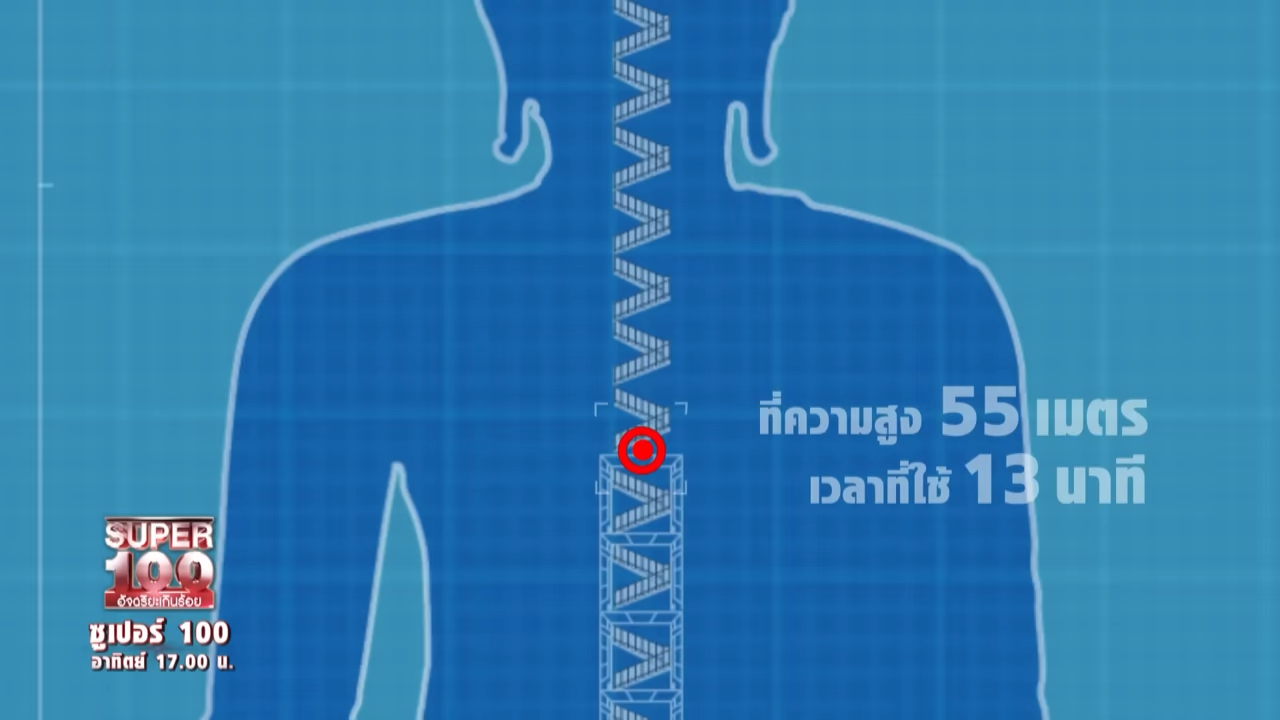 ที่ความสูง 55 เมตร
เวลาที่ใช้ 13 นาที
SUPER
100
อัจฉริยะเกินร้อย
ซูเปอร์ 100
อาทิตย์ 17.00 น.